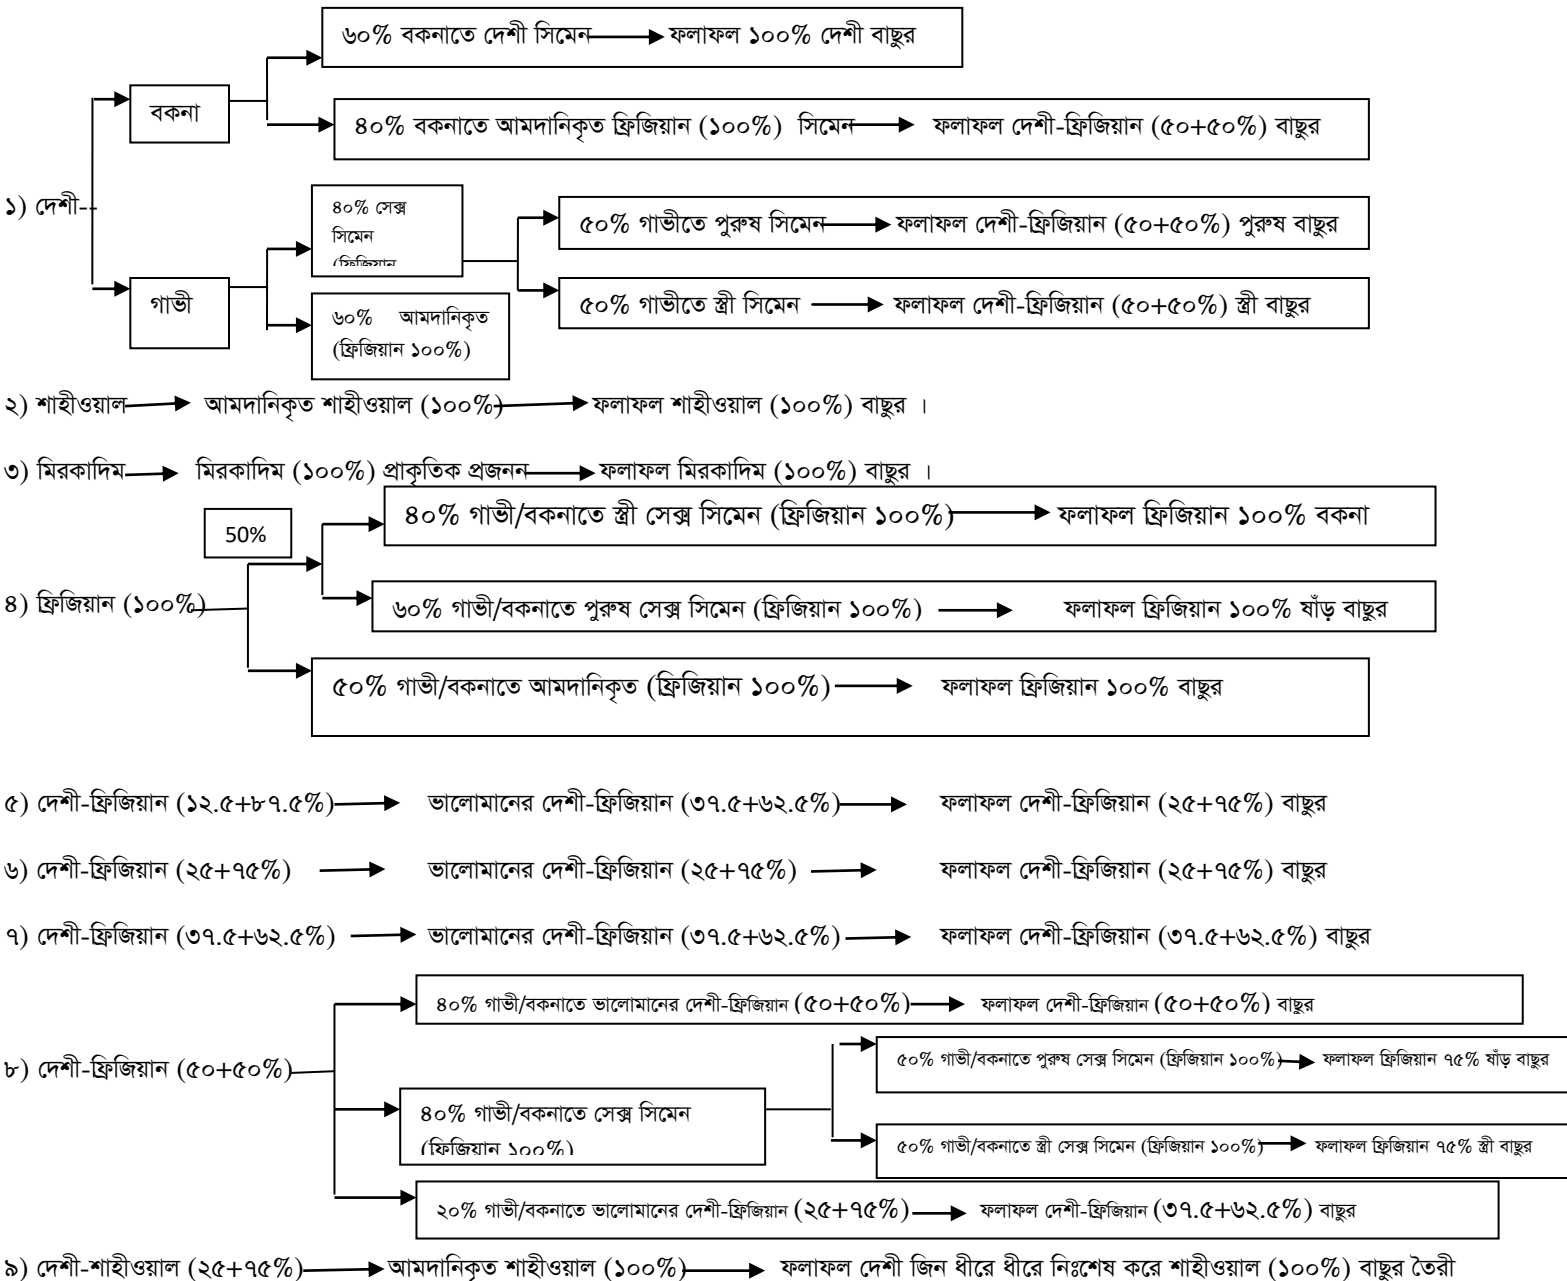 ৬০% বকনাতে দেশী সিমেন ফলাফল ১০০% দেশী বাছুর
বকনা
৪০% বকনাতে আমদানিকৃত ফ্রিজিয়ান (১০০%) সিমেন ফলাফল দেশী-ফ্রিজিয়ান (৫০+৫০%) বাছুর
১) দেশী--
৪০% সেক্স
সিমেন
(ফ্রিজিয়ান
৫০% গাভীতে পুরুষ সিমেন ফলাফল দেশী-ফ্রিজিয়ান (৫০+৫০%) পুরুষ বাছুর
৫০% গাভীতে স্ত্রী সিমেন ফলাফল দেশী-ফ্রিজিয়ান (৫০+৫০%) স্ত্রী বাছুর
গাভী
৬০% আমদানিকৃত
(ফ্রিজিয়ান ১০০%)
২) শাহীওয়াল আমদানিকৃত শাহীওয়াল (১০০%) ফলাফল শাহীওয়াল (১০০%) বাছুর ।
৩) মিরকাদিম মিরকাদিম (১০০%) প্রাকৃতিক প্রজনন ফলাফল মিরকাদিম (১০০%) বাছুর ।
50%
৪০% গাভী/বকনাতে স্ত্রী সেক্স সিমেন (ফ্রিজিয়ান ১০০%) ফলাফল ফ্রিজিয়ান ১০০% বকনা
৪) ফ্রিজিয়ান (১০০%)
৬০% গাভী/বকনাতে পুরুষ সেক্স সিমেন (ফ্রিজিয়ান ১০০%) ফলাফল ফ্রিজিয়ান ১০০% ষাঁড় বাছুর
৫০% গাভী/বকনাতে আমদানিকৃত (ফ্রিজিয়ান ১০০%) ফলাফল ফ্রিজিয়ান ১০০% বাছুর
৫) দেশী-ফ্রিজিয়ান (১২.৫+৮৭.৫%) ভালোমানের দেশী-ফ্রিজিয়ান (৩৭.৫+৬২.৫%) ফলাফল দেশী-ফ্রিজিয়ান (২৫+৭৫%) বাছুর
৬) দেশী-ফ্রিজিয়ান (২৫+৭৫%) ভালোমানের দেশী-ফ্রিজিয়ান (২৫+৭৫%) ফলাফল দেশী-ফ্রিজিয়ান (২৫+৭৫%) বাছুর
৭) দেশী-ফ্রিজিয়ান (৩৭.৫+৬২.৫%) ভালোমানের দেশী-ফ্রিজিয়ান (৩৭.৫+৬২.৫%) ফলাফল দেশী-ফ্রিজিয়ান (৩৭.৫+৬২.৫%) বাছুর
৪০% গাভী/বকনাতে ভালোমানের দেশী-ফ্রিজিয়ান (৫০+৫০%) ফলাফল দেশী-ফ্রিজিয়ান (৫০+৫০%) বাছুর
৮) দেশী-ফ্রিজিয়ান (৫০+৫০%)
৫০% গাভী/বকনাতে পুরুষ সেক্স সিমেন (ফ্রিজিয়ান ১০০%) ফলাফল ফ্রিজিয়ান ৭৫% ষাঁড় বাছুর
৪০% গাভী/বকনাতে সেক্স সিমেন
(ফ্রিজিয়ান ১০০%)
৫০% গাভী/বকনাতে স্ত্রী সেক্স সিমেন (ফ্রিজিয়ান ১০০%) ফলাফল ফ্রিজিয়ান ৭৫% স্ত্রী বাছুর
২০% গাভী/বকনাতে ভালোমানের দেশী-ফ্রিজিয়ান (২৫+৭৫%) ফলাফল দেশী-ফ্রিজিয়ান (৩৭.৫+৬২.৫%) বাছুর
৯) দেশী-শাহীওয়াল (২৫+৭৫%) আমদানিকৃত শাহীওয়াল (১০০%) ফলাফল দেশী জিন ধীরে ধীরে নিঃশেষ করে শাহীওয়াল (১০০%) বাছুর তৈরী